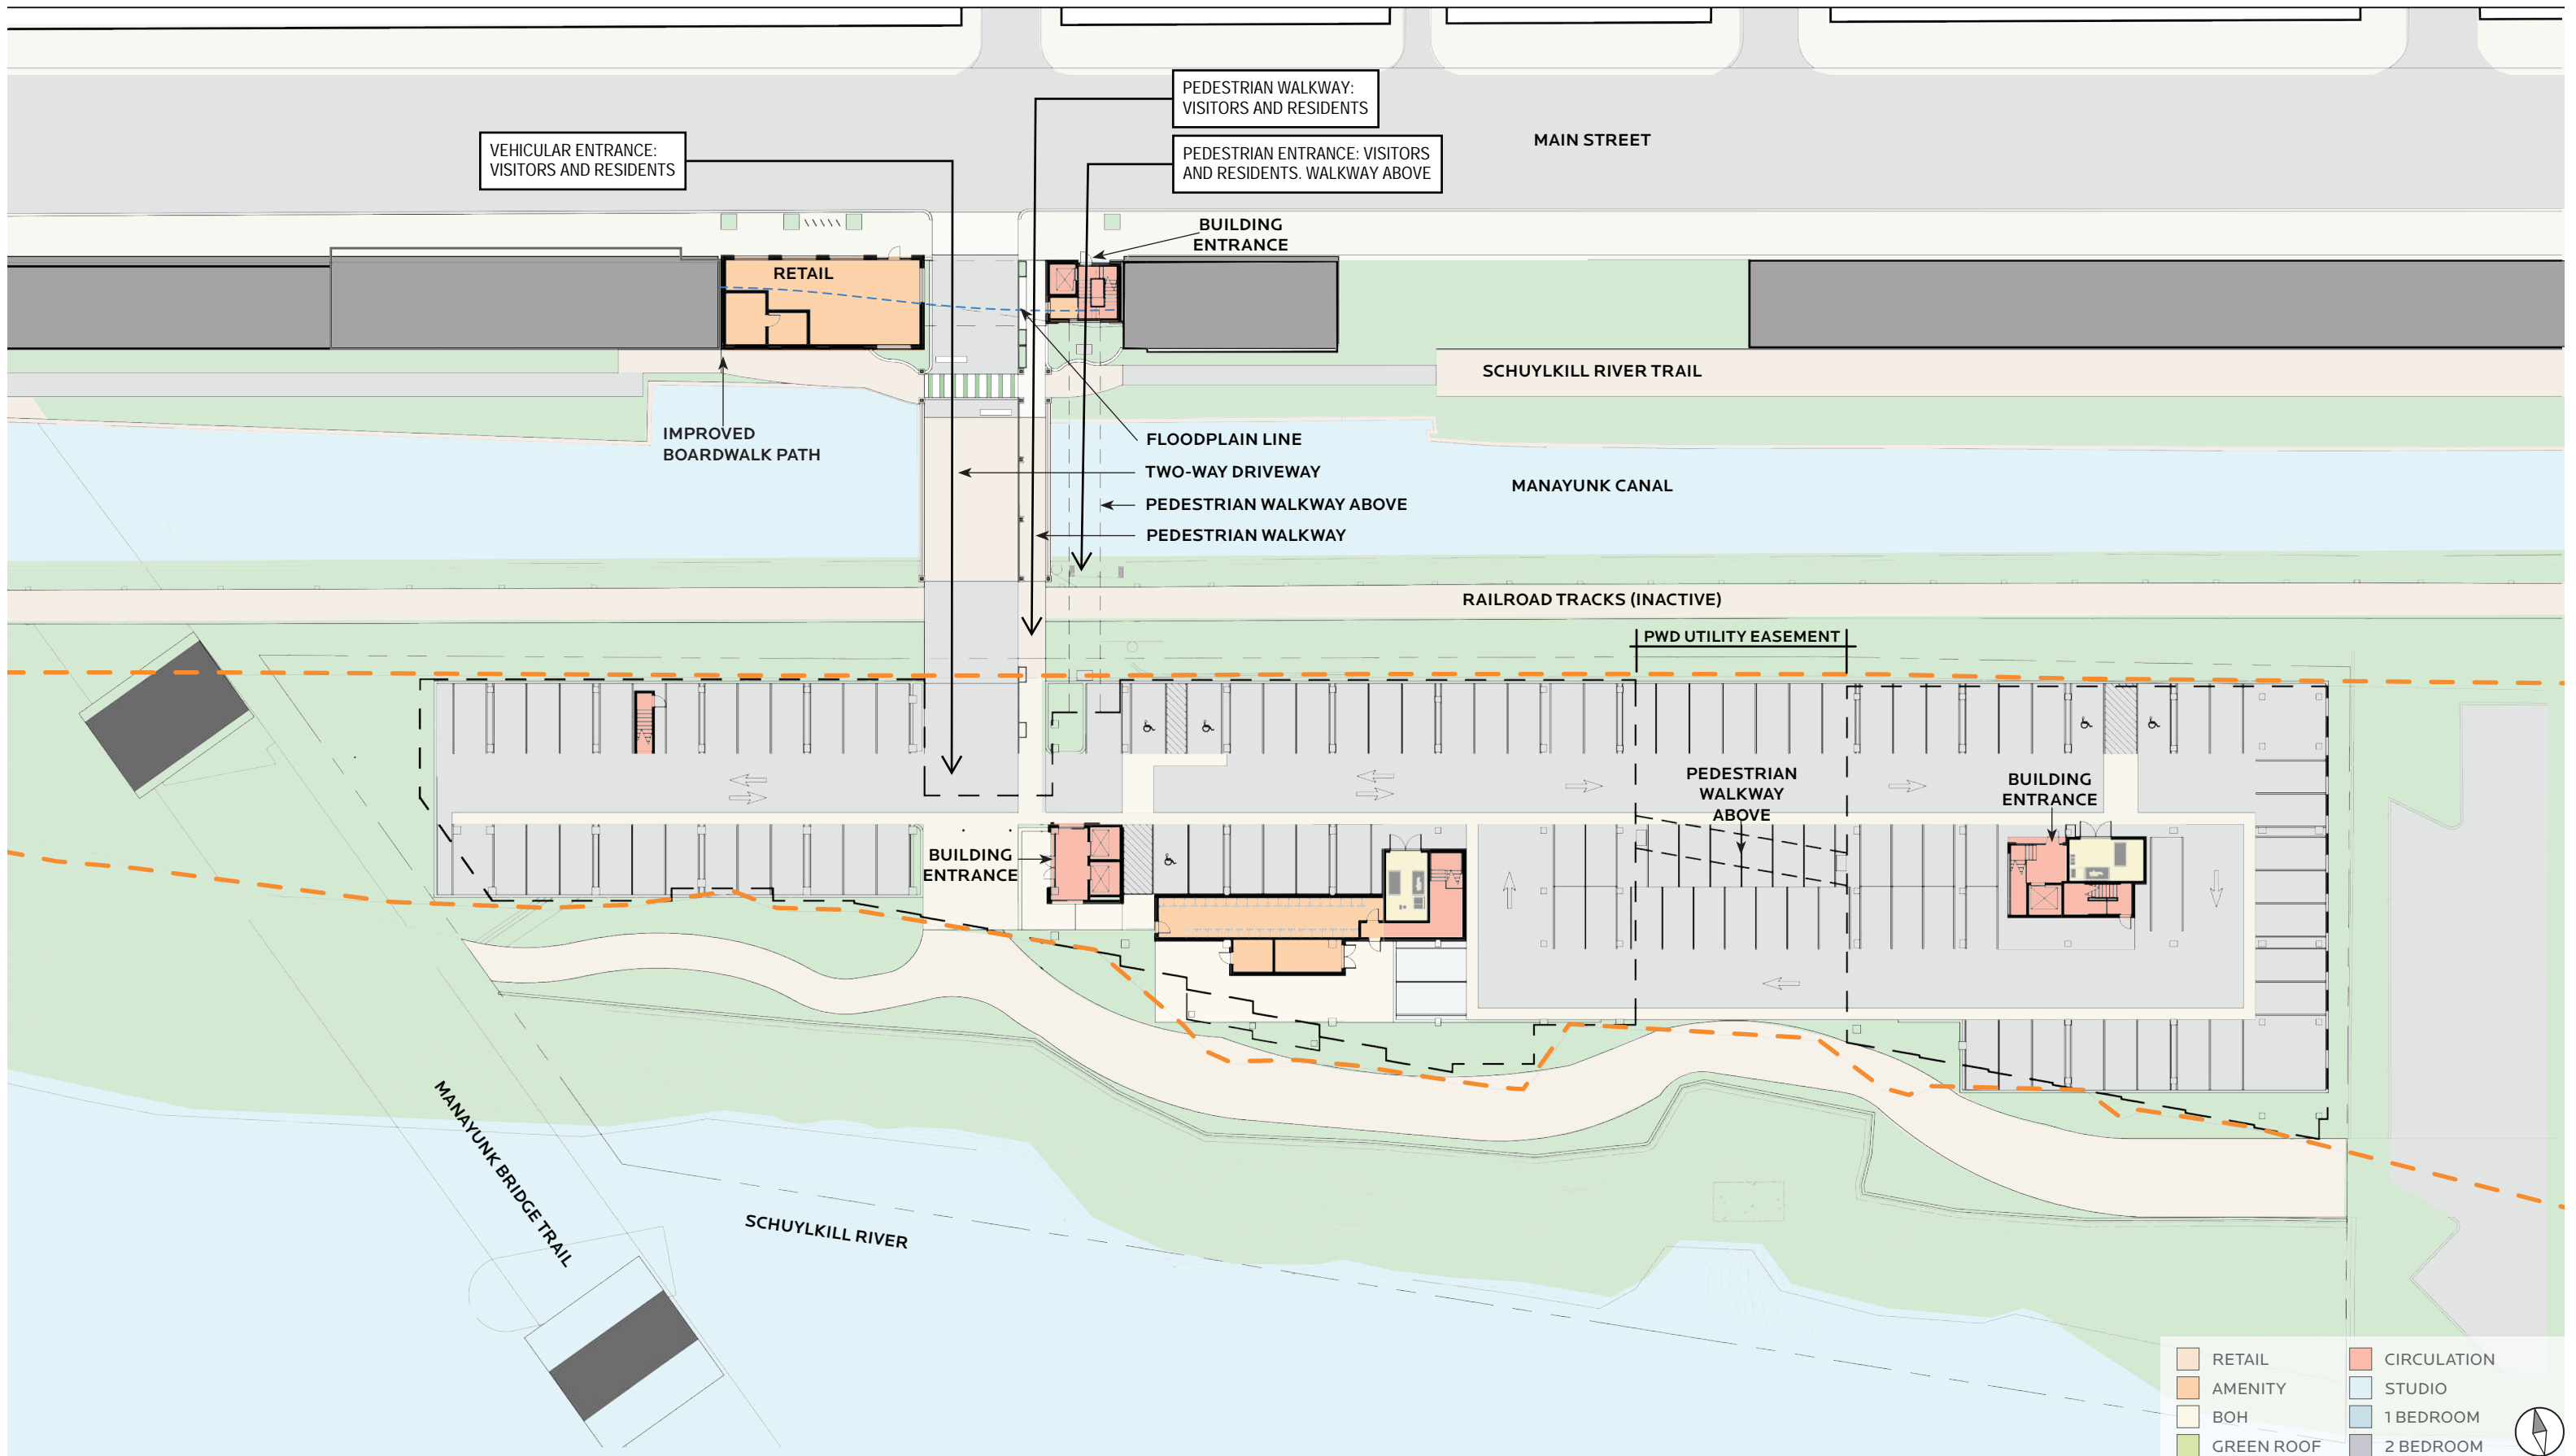 PEDESTRIAN WALKWAY:
VISITORS AND RESIDENTS
MAIN STREET
VEHICULAR ENTRANCE:
VISITORS AND RESIDENTS
PEDESTRIAN ENTRANCE: VISITORS
AND RESIDENTS. WALKWAY ABOVE
BUILDING
ENTRANCE
RETAIL
SCHUYLKILL RIVER TRAIL
IMPROVED
BOARDWALK PATH
FLOODPLAIN LINE
TWO-WAY DRIVEWAY
MANAYUNK CANAL
PEDESTRIAN WALKWAY ABOVE
PEDESTRIAN WALKWAY
RAILROAD TRACKS (INACTIVE)
PWD UTILITY EASEMENT
PEDESTRIAN
WALKWAY
ABOVE
BUILDING
ENTRANCE
BUILDING
ENTRANCE
MANAYUNK BRIDGE TRAIL
SCHUYLKILL RIVER
RETAIL
AMENITY
BOH
GREEN ROOF
CIRCULATION
STUDIO
1 BEDROOM
2 BEDROOM